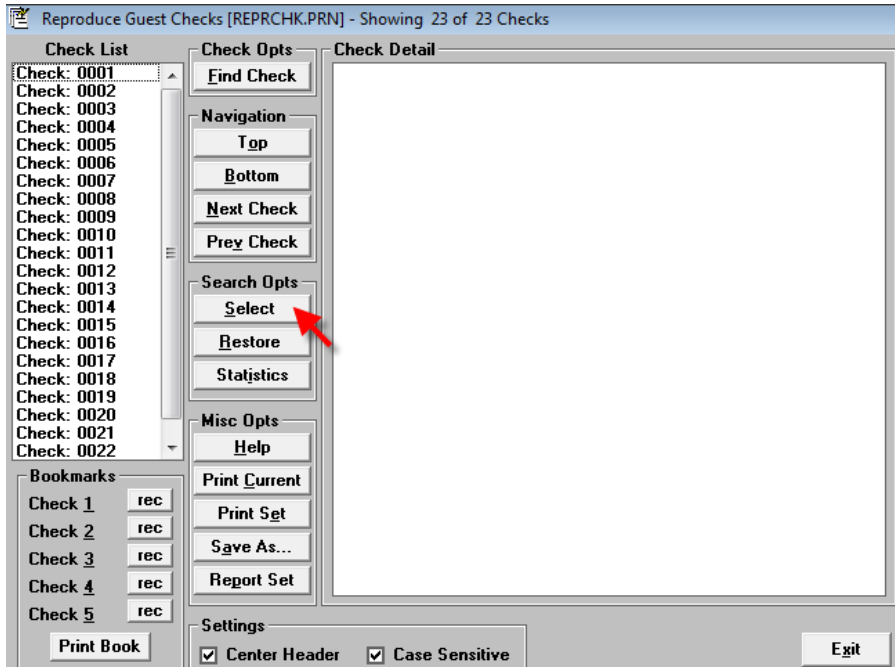 Reproduce Guest Checks [REPRCHK.PRN] - Showing 23 of 23 Checks
Check List
Check: 0001
Check: 0002
Check: 0003
Check: 0004
Check: 0005
Check: 0006
Check: 0007
Check: 0008
Check: 0009
Check: 0010
Check: 0011
Check: 0012
Check: 0013
Check: 0014
Check: 0015
Check: 0016
Check: 0017
Check: 0018
Check: 0019
Check: 0020
Check: 0021
Check: 0022
Bookmarks
Check 1 rec
Check 2 rec
Check 3 rec
Check 4 rec
Check 5 rec
Print Book
Check Opts
Find Check
Navigation
Top
Bottom
Next Check
Prev Check
Search Opts
Select
Restore
Statistics
Misc Opts
Help
Print Current
Print Set
Save As...
Report Set
Check Detail
Settings
Center Header Case Sensitive
Exit